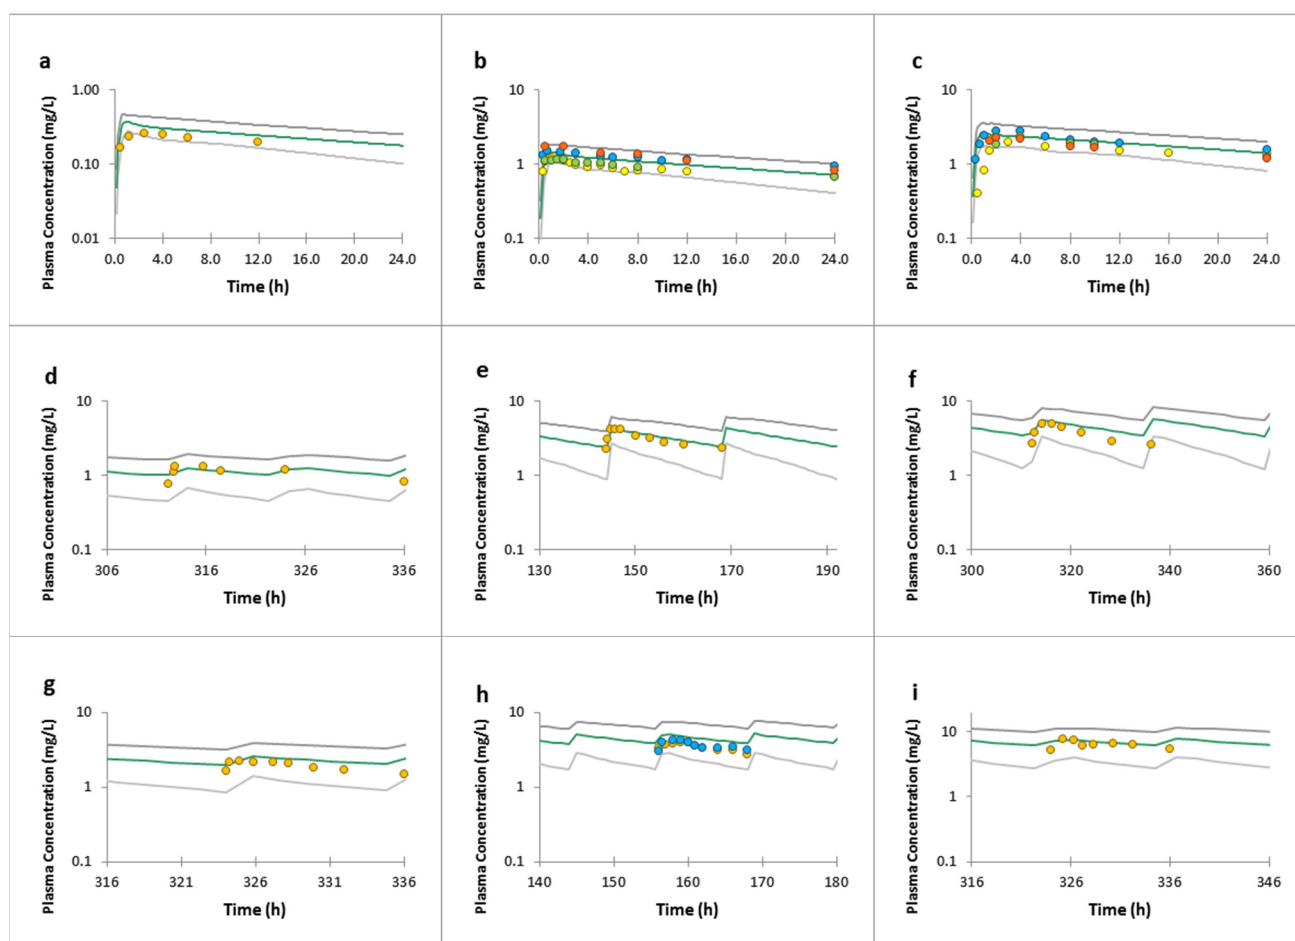 a
Plasma Concentration (mg/L)
1.00
0.10
0.01
0.0 4.0 8.0 12.0 16.0 20.0 24.0
Time (h)
b
Plasma Concentration (mg/L)
10
1
0.1
0.0 4.0 8.0 12.0 16.0 20.0 24.0
Time (h)
c
Plasma Concentration (mg/L)
10
1
0.1
0.0 4.0 8.0 12.0 16.0 20.0 24.0
Time (h)
d
Plasma Concentration (mg/L)
10
1
0.1
306 316 326 336
Time (h)
e
Plasma Concentration (mg/L)
10
1
0.1
130 150 170 190
Time (h)
f
Plasma Concentration (mg/L)
10
1
0.1
300 320 340 360
Time (h)
g
Plasma Concentration (mg/L)
10
1
0.1
316 321 326 331 336
Time (h)
h
Plasma Concentration (mg/L)
10
1
0.1
140 150 160 170 180
Time (h)
i
Plasma Concentration (mg/L)
10
1
0.1
316 326 336 346
Time (h)